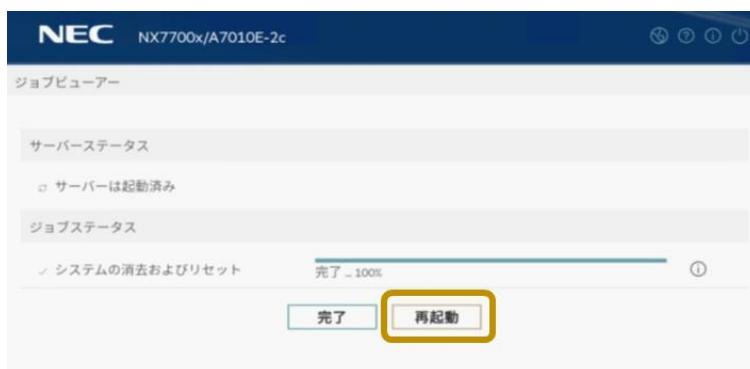 NEC NX7700x/A7010E-2c
ジョブビューアー
サーバーステータス
サーバーは起動済み
ジョブステータス
システムの消去およびリセット
完了 … 100%
完了 再起動